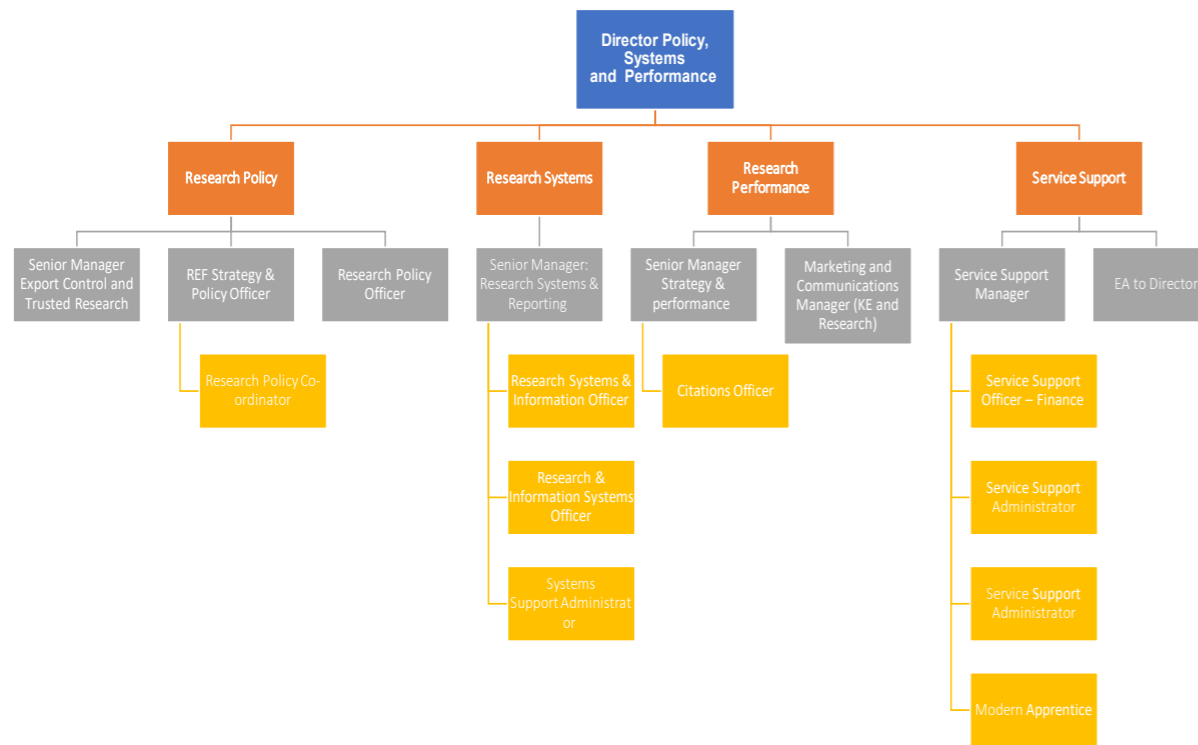 Director Policy,
Systems
and Performance
Research Policy
Research Systems
Research
Performance
Service Support
Senior Manager
Export Control and
Trusted Research
REF Strategy &
Policy Officer
Research Policy
Officer
Senior Manager:
Research Systems &
Reporting
Senior Manager
Strategy &
performance
Marketing and
Communications
Manager (KE and
Research)
Service Support
Manager
EA to Director
Research Policy Co-
ordinator
Research Systems &
Information Officer
Citations Officer
Service Support
Officer – Finance
Research &
Information Systems
Officer
Service Support
Administrator
Systems
Support Administrat
or
Service Support
Administrator
Modern Apprentice